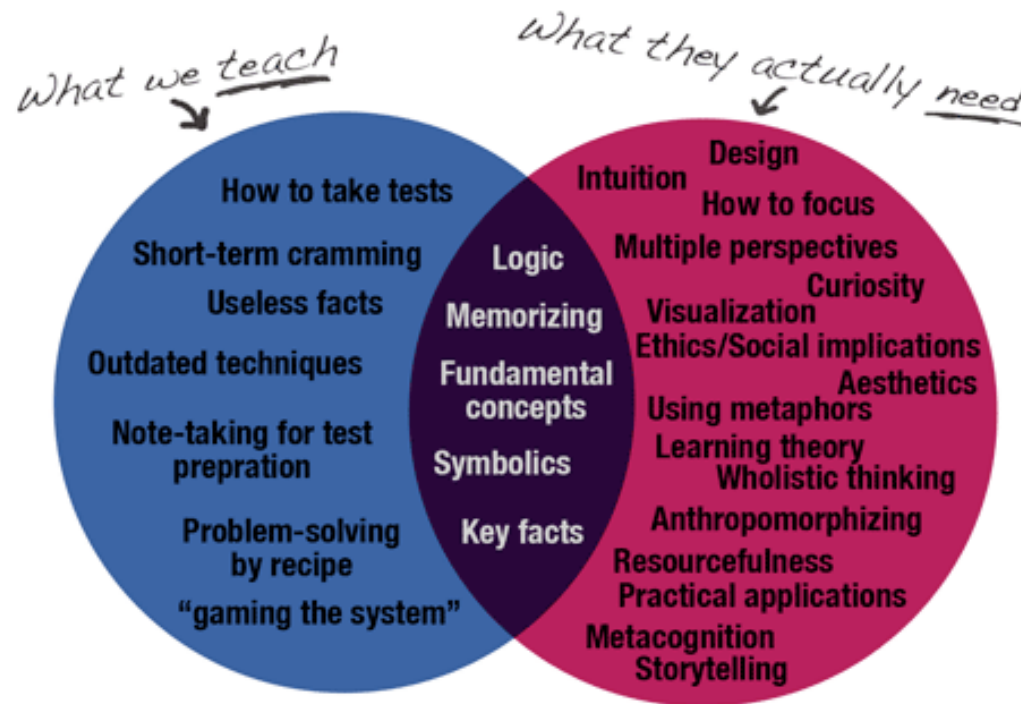 What we teach
What they actually need
How to take tests
Short-term cramming
Useless facts
Outdated techniques
Note-taking for test
prepration
Problem-solving
by recipe
“gaming the system”
Logic
Memorizing
Fundamental
concepts
Symbolics
Key facts
Design
Intuition
How to focus
Multiple perspectives
Curiosity
Visualization
Ethics/Social implications
Aesthetics
Using metaphors
Learning theory
Wholistic thinking
Anthropomorphizing
Resourcefulness
Practical applications
Metacognition
Storytelling